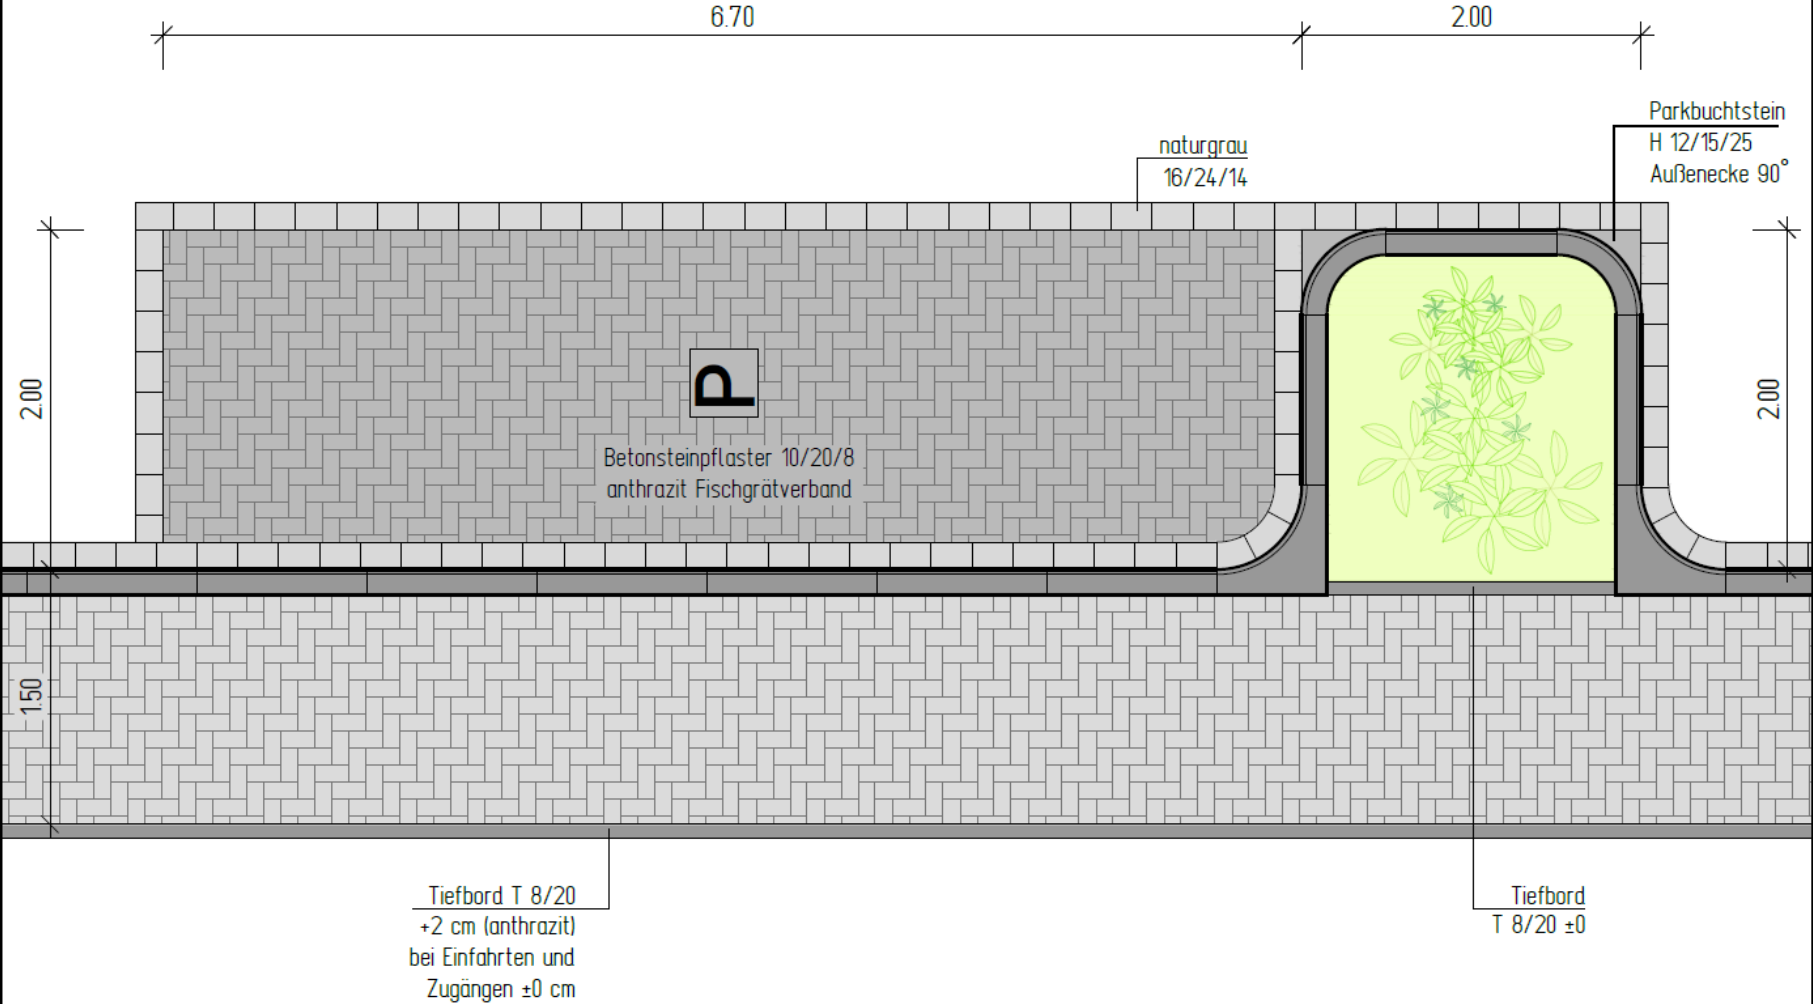 6.70
2.00
Parkbuchtstein
H 12/15/25
Außenecke 90°
naturgrau
16/24/14
2.00
2.00
P
Betonsteinpflaster 10/20/8
anthrazit Fischgrätverband
1.50
Tiefbord T 8/20
+2 cm (anthrazit)
bei Einfahrten und
Zugängen ±0 cm
Tiefbord
T 8/20 ±0